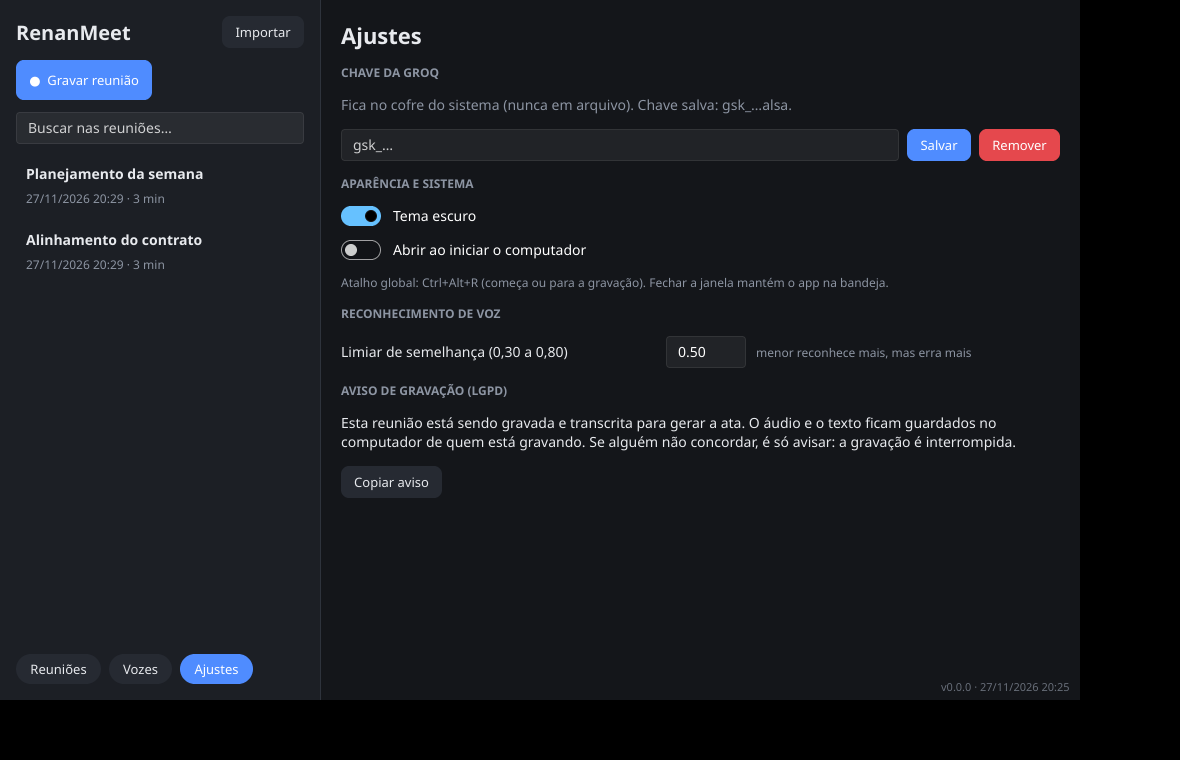 RenanMeet
Importar
Gravar reunião
Buscar nas reuniões...
Planejamento da semana
27/11/2026 20:29 · 3 min
Alinhamento do contrato
27/11/2026 20:29 · 3 min
Reuniões
Vozes
Ajustes
Ajustes
CHAVE DA GROQ
Fica no cofre do sistema (nunca em arquivo). Chave salva: gsk_...alsa.
gsk_...
Salvar
Remover
APARÊNCIA E SISTEMA
Tema escuro
Abrir ao iniciar o computador
Atalho global: Ctrl+Alt+R (começa ou para a gravação). Fechar a janela mantém o app na bandeja.
RECONHECIMENTO DE VOZ
Limiar de semelhança (0,30 a 0,80)
0.50
menor reconhece mais, mas erra mais
AVISO DE GRAVAÇÃO (LGPD)
Esta reunião está sendo gravada e transcrita para gerar a ata. O áudio e o texto ficam guardados no
computador de quem está gravando. Se alguém não concordar, é só avisar: a gravação é interrompida.
Copiar aviso
v0.0.0 · 27/11/2026 20:25